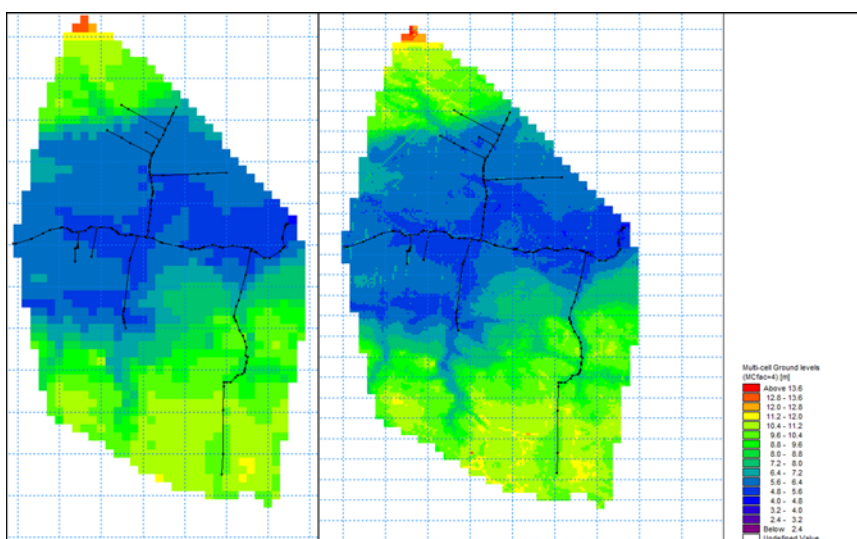 Multi-cell Ground levels
(MCfac=4) [m]
Above 13.6
12.8 - 13.6
12.0 - 12.8
11.2 - 12.0
10.4 - 11.2
9.6 - 10.4
8.8 - 9.6
8.0 - 8.8
7.2 - 8.0
6.4 - 7.2
5.6 - 6.4
4.8 - 5.6
4.0 - 4.8
3.2 - 4.0
2.4 - 3.2
Below 2.4
Undefined Value